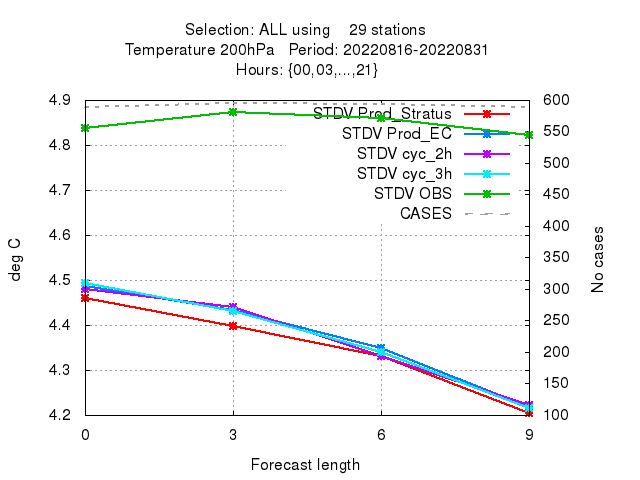 Selection: ALL using 29 stations
Temperature 200hPa Period: 20220816-20220831
Hours: {00,03,...,21}
4.9
4.8
4.7
4.6
4.5
4.4
4.3
4.2
deg C
STDV Prod_Stratus
STDV Prod_EC
STDV cyc_2h
STDV cyc_3h
STDV OBS
CASES
600
550
500
450
400
350
300
250
200
150
100
No cases
0 3 6 9
Forecast length